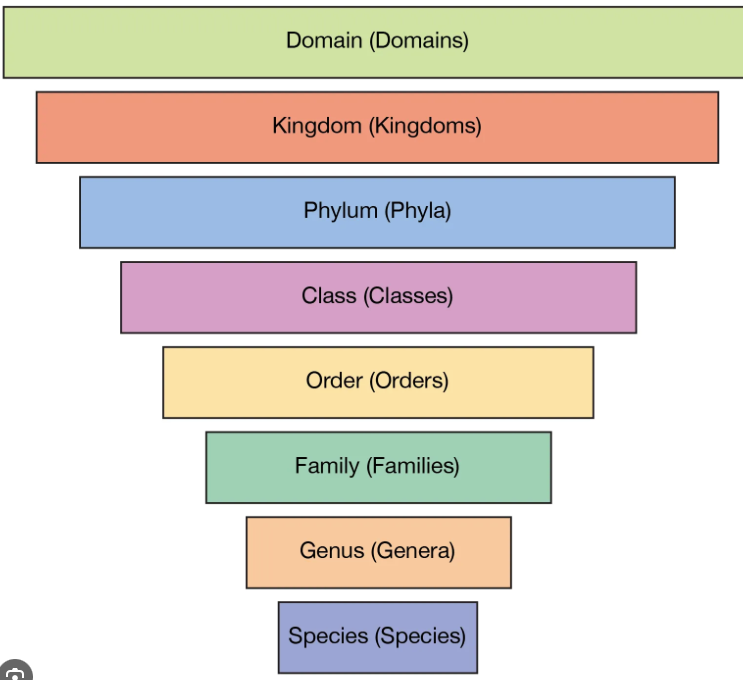 Domain (Domains)
Kingdom (Kingdoms)
Phylum (Phyla)
Class (Classes)
Order (Orders)
Family (Families)
Genus (Genera)
Species (Species)